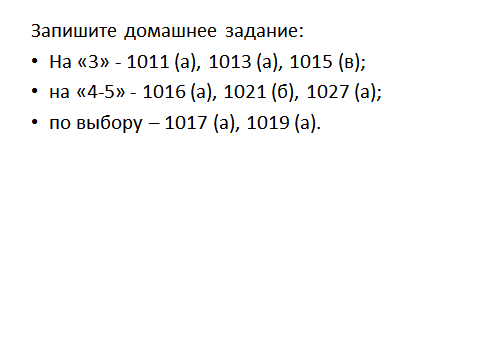 Запишите домашнее задание:
• На «3» - 1011 (а), 1013 (а), 1015 (в);
• на «4-5» - 1016 (а), 1021 (б), 1027 (а);
• по выбору – 1017 (а), 1019 (а).